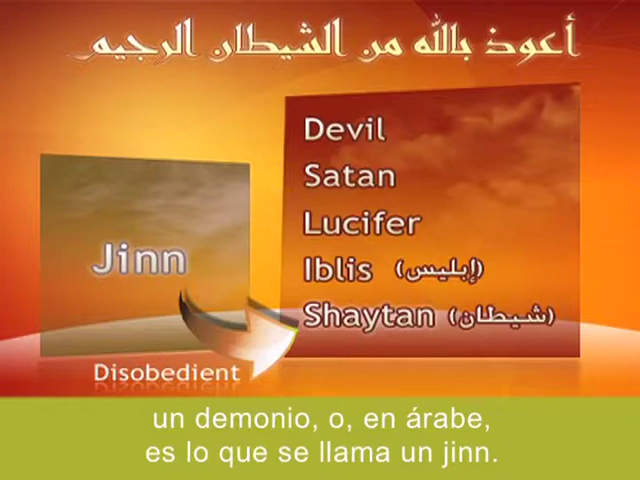 أعوذ بالله من الشيطان الرجيم
Devil
Satan
Lucifer
Jinn
Iblis (إبليس)
Shaytan (شيطان)
Disobedient
un demonio, o, en árabe,
es lo que se llama un jinn.